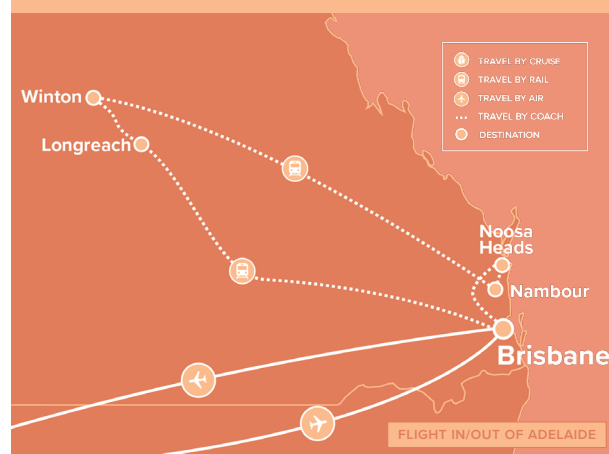 TRAVEL BY CRUISE
TRAVEL BY RAIL
TRAVEL BY AIR
TRAVEL BY COACH
DESTINATION
Winton
Longreach
Noosa
Heads
Nambour
Brisbane
FLIGHT IN/OUT OF ADELAIDE